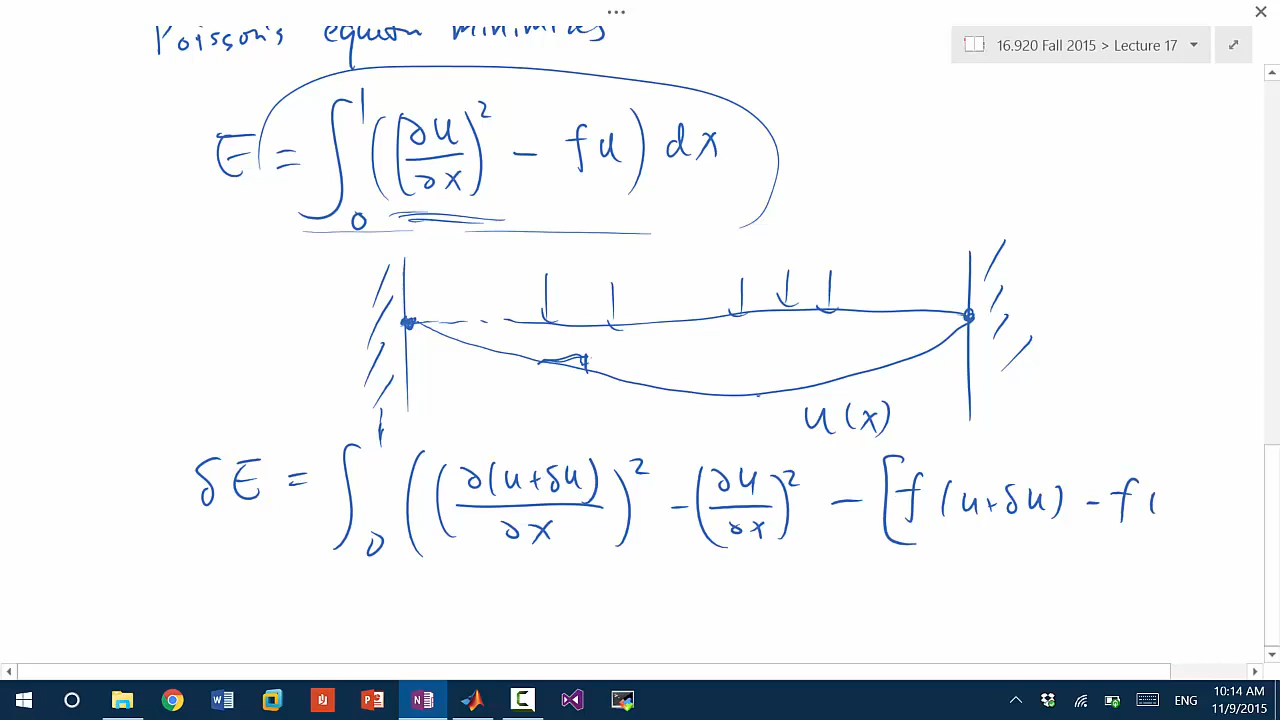 Poisson's equation minimizes
16.920 Fall 2015 > Lecture 17
E = ∫₀¹ ((∂u/∂x)² − fu) dx
u(x)
δE = ∫₀¹ ((∂(u+δu)/∂x)² − (∂u/∂x)² − [f(u+δu) − f(
ENG
10:14 AM
11/9/2015